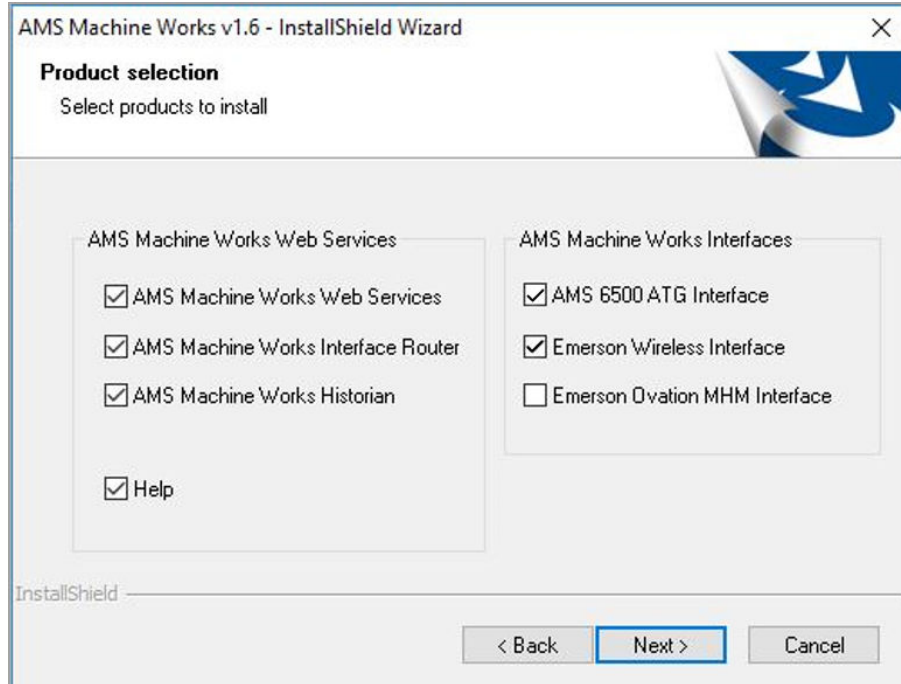 AMS Machine Works v1.6 - InstallShield Wizard
Product selection
Select products to install
AMS Machine Works Web Services
AMS Machine Works Web Services
AMS Machine Works Interface Router
AMS Machine Works Historian
Help
AMS Machine Works Interfaces
AMS 6500 ATG Interface
Emerson Wireless Interface
Emerson Ovation MHM Interface
InstallShield
< Back
Next >
Cancel